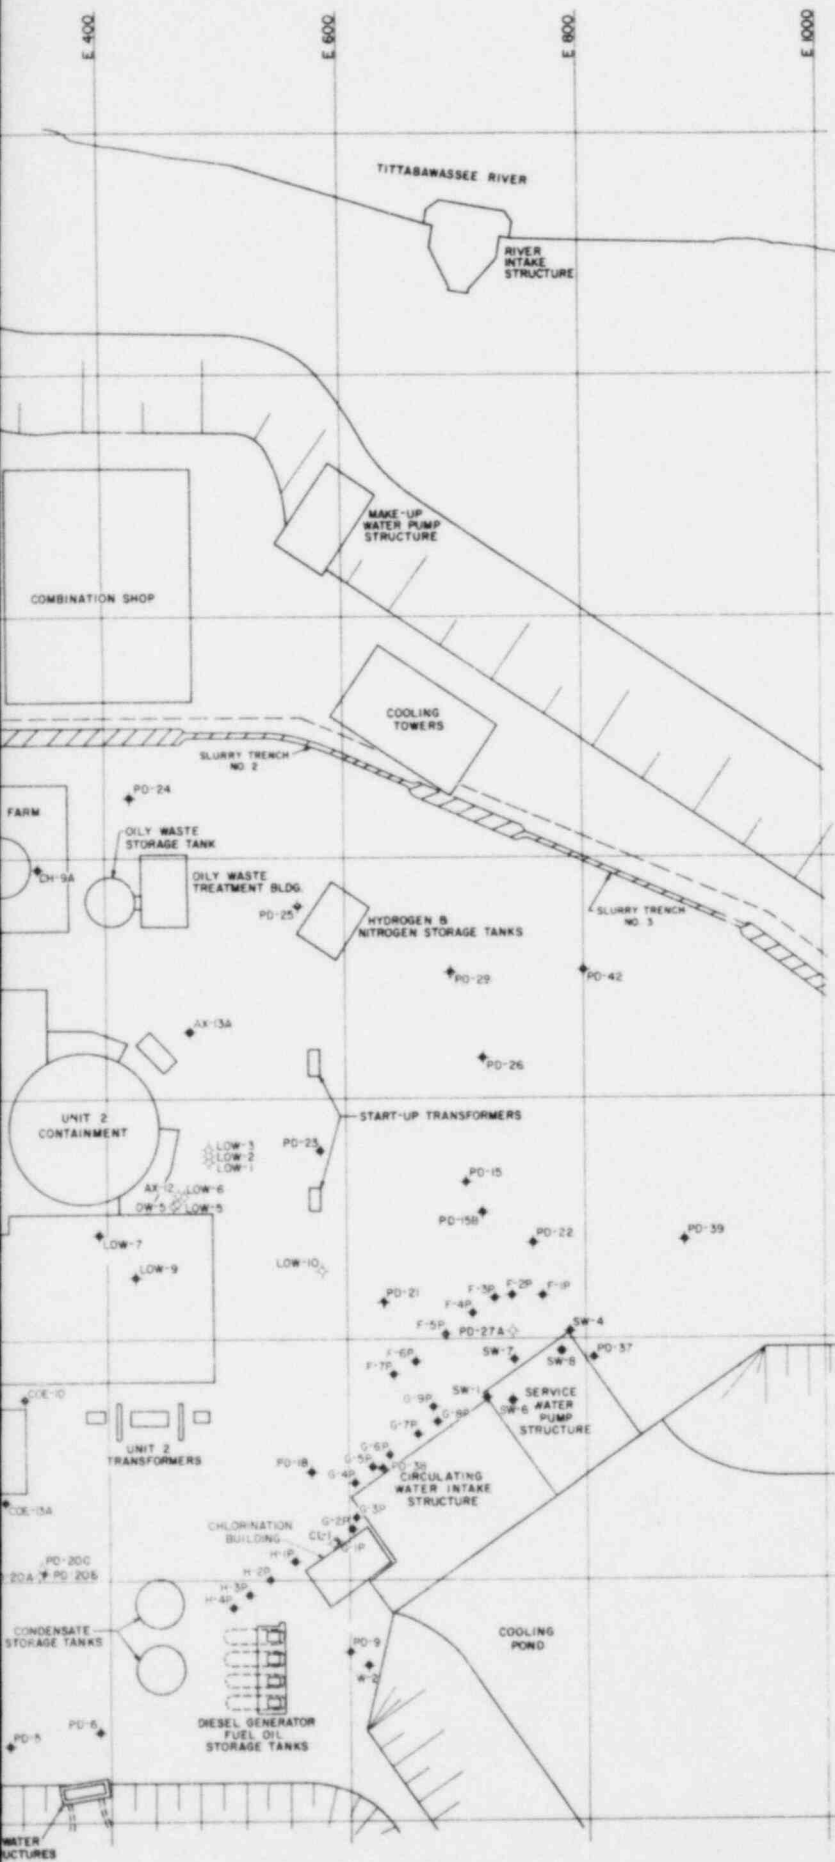 E 400
E 600
E 800
E 1000
TITTABAWASSEE RIVER
RIVER
INTAKE
STRUCTURE
MAKE-UP
WATER PUMP
STRUCTURE
COMBINATION SHOP
COOLING
TOWERS
SLURRY TRENCH
NO. 2
PD-24
FARM
OILY WASTE
STORAGE TANK
CH-9A
OILY WASTE
TREATMENT BLDG.
PD-25
HYDROGEN &
NITROGEN STORAGE TANKS
SLURRY TRENCH
NO. 3
PD-29
PD-42
AX-13A
PD-26
UNIT 2
CONTAINMENT
START-UP TRANSFORMERS
LOW-3
LOW-2
LOW-1
PD-23
AX-12
LOW-6
OW-5
LOW-5
PD-15
PD-15B
PD-22
PD-39
LOW-7
LOW-9
LOW-10
PD-21
F-4P
F-3P
F-2P
F-1P
F-5P
PD-27A
SW-4
F-6P
F-7P
SW-7
SW-8
PD-37
COE-10
SW-1
SW-6
SERVICE
WATER
PUMP
STRUCTURE
G-9P
G-8P
G-7P
UNIT 2
TRANSFORMERS
G-6P
G-5P
PD-38
G-4P
PD-18
CIRCULATING
WATER INTAKE
STRUCTURE
COE-13A
G-3P
G-2P
CL-1
G-1P
CHLORINATION
BUILDING
H-1P
PD-20C
20A
PD-20B
H-2P
H-3P
H-4P
CONDENSATE
STORAGE TANKS
COOLING
POND
PD-9
W-2
DIESEL GENERATOR
FUEL OIL
STORAGE TANKS
PD-5
PD-6
WATER
UCTURES